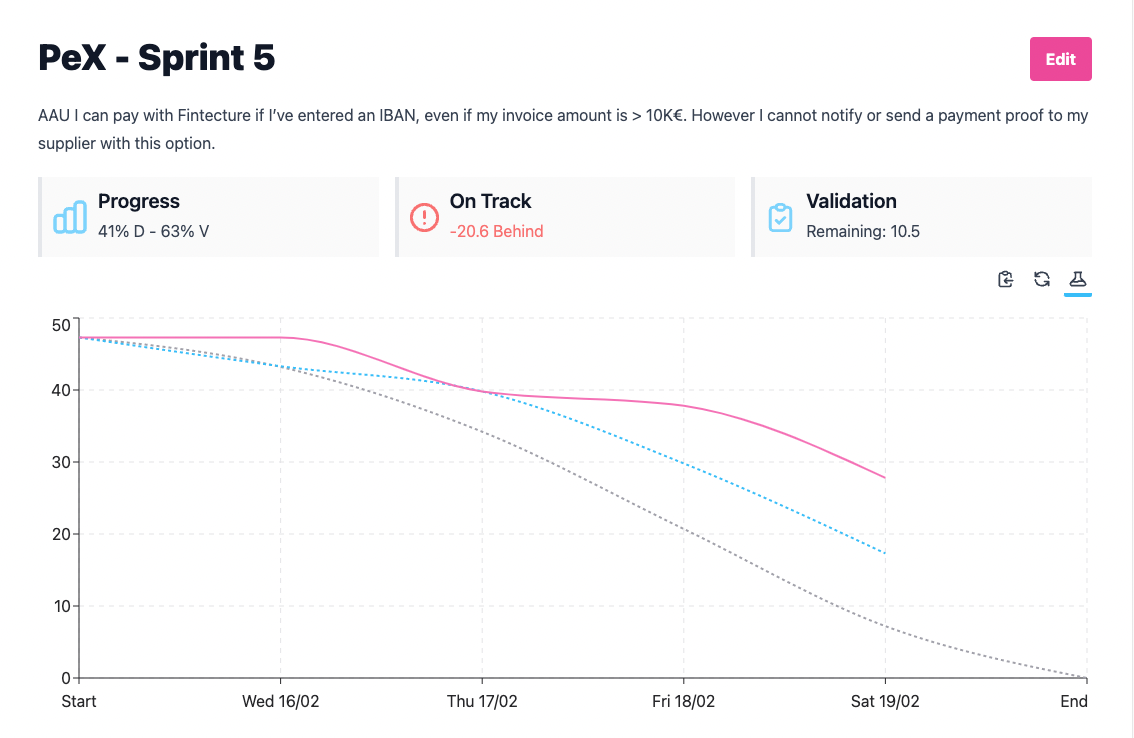 PeX - Sprint 5
Edit
AAU I can pay with Fintecture if I’ve entered an IBAN, even if my invoice amount is > 10K€. However I cannot notify or send a payment proof to my
supplier with this option.
Progress
41% D - 63% V
On Track
-20.6 Behind
Validation
Remaining: 10.5
50
40
30
20
10
0
Start
Wed 16/02
Thu 17/02
Fri 18/02
Sat 19/02
End